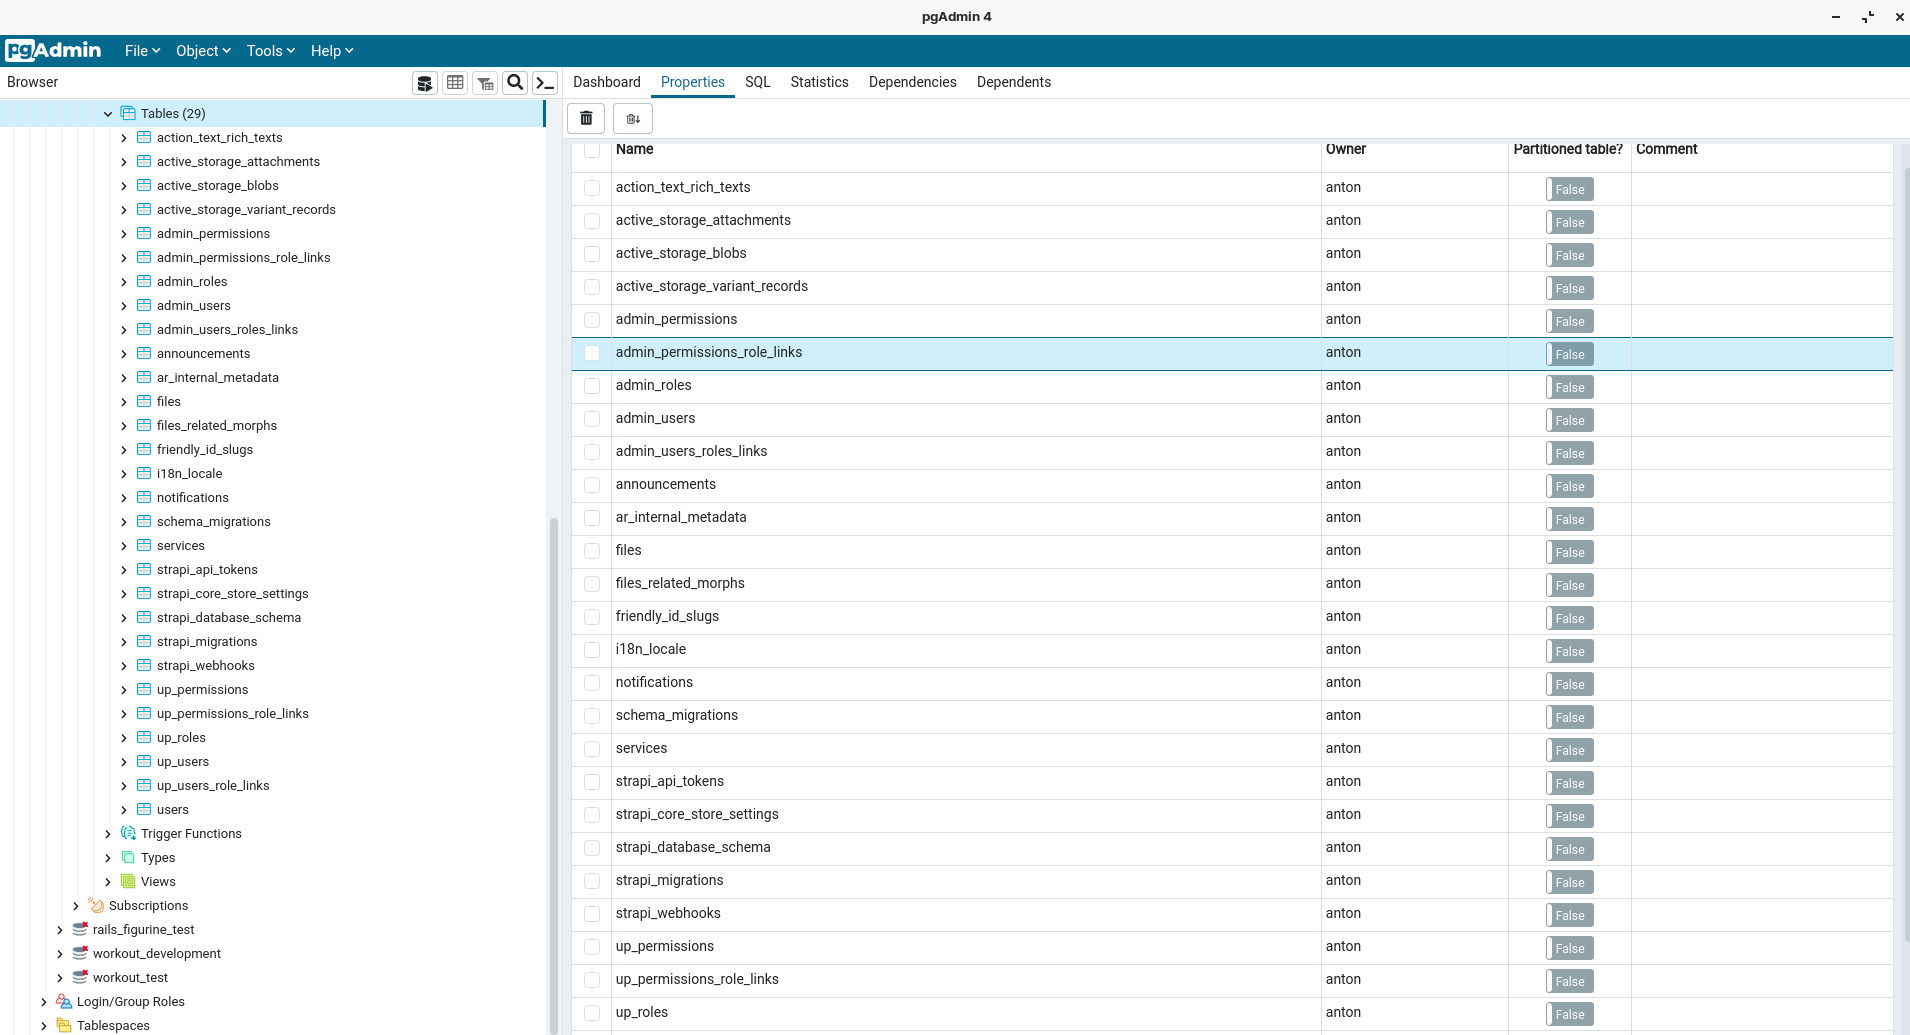 pgAdmin 4
pgAdmin File Object Tools Help
Browser
Dashboard Properties SQL Statistics Dependencies Dependents
Tables (29)
action_text_rich_texts
active_storage_attachments
active_storage_blobs
active_storage_variant_records
admin_permissions
admin_permissions_role_links
admin_roles
admin_users
admin_users_roles_links
announcements
ar_internal_metadata
files
files_related_morphs
friendly_id_slugs
i18n_locale
notifications
schema_migrations
services
strapi_api_tokens
strapi_core_store_settings
strapi_database_schema
strapi_migrations
strapi_webhooks
up_permissions
up_permissions_role_links
up_roles
up_users
up_users_role_links
users
Trigger Functions
Types
Views
Subscriptions
rails_figurine_test
workout_development
workout_test
Login/Group Roles
Tablespaces
Name Owner Partitioned table? Comment
action_text_rich_texts anton False
active_storage_attachments anton False
active_storage_blobs anton False
active_storage_variant_records anton False
admin_permissions anton False
admin_permissions_role_links anton False
admin_roles anton False
admin_users anton False
admin_users_roles_links anton False
announcements anton False
ar_internal_metadata anton False
files anton False
files_related_morphs anton False
friendly_id_slugs anton False
i18n_locale anton False
notifications anton False
schema_migrations anton False
services anton False
strapi_api_tokens anton False
strapi_core_store_settings anton False
strapi_database_schema anton False
strapi_migrations anton False
strapi_webhooks anton False
up_permissions anton False
up_permissions_role_links anton False
up_roles anton False